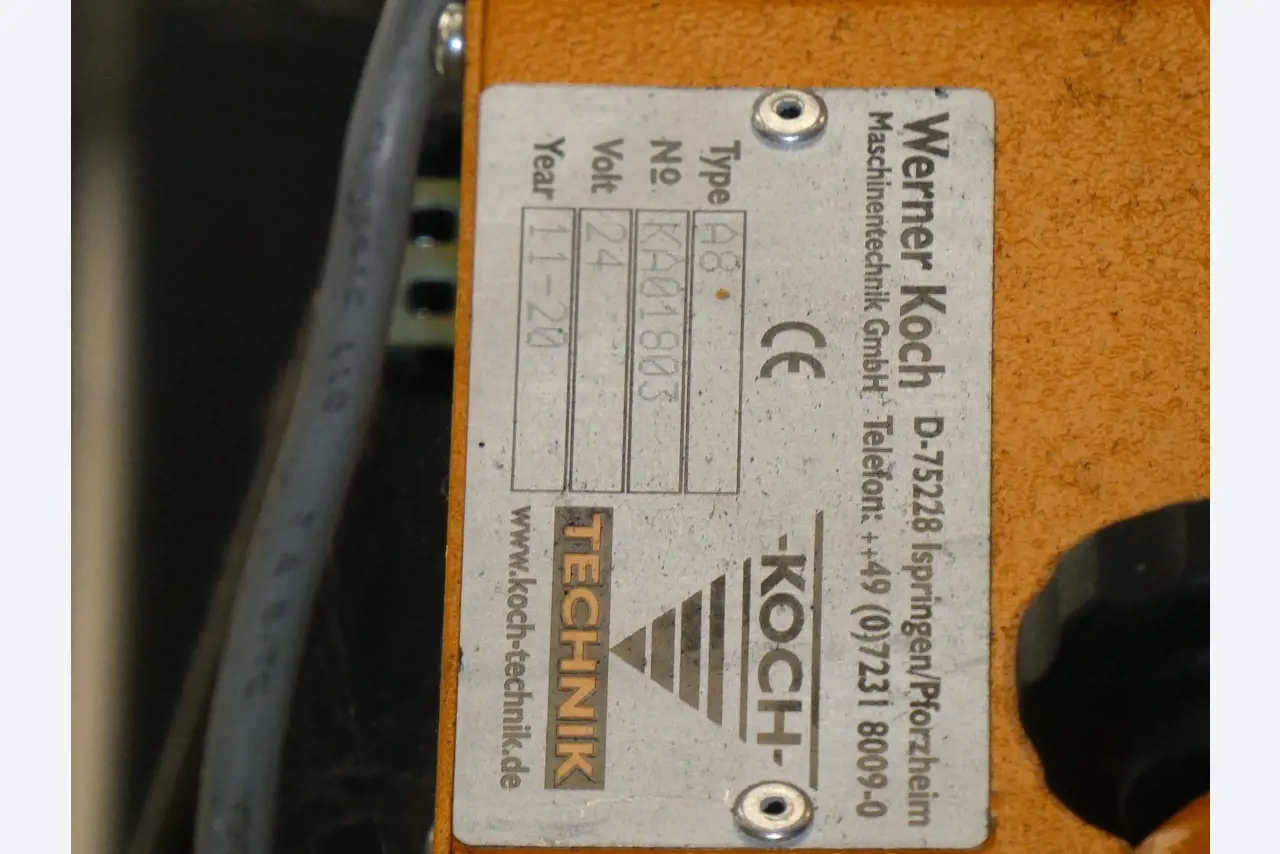 Werner Koch D-75228 Ispringen/Pforzheim
Maschinentechnik GmbH Telefon: ++49 (0)7231 8009-0
CE
-KOCH-
TECHNIK
www.koch-technik.de
Type A8
No. KA01803
Volt 24
Year 11-20